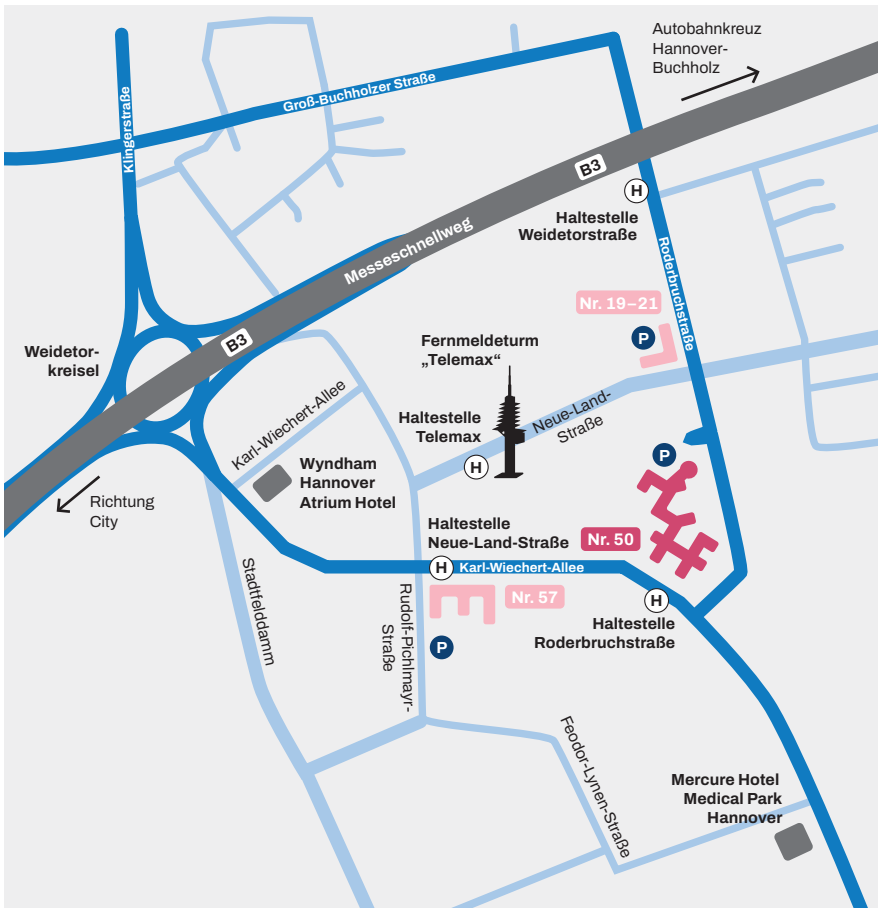 Autobahnkreuz
Hannover-
Buchholz
Klingerstraße
Groß-Buchholzer Straße
B3
H
Haltestelle
Weidetorstraße
Messeschnellweg
Roderbruchstraße
Nr. 19–21
P
B3
Weidetor-
kreisel
Fernmeldeturm
„Telemax“
Karl-Wiechert-Allee
Haltestelle
Telemax
H
Neue-Land-
Straße
P
Wyndham
Hannover
Atrium Hotel
Richtung
City
Haltestelle
Neue-Land-Straße
Nr. 50
H
Karl-Wiechert-Allee
Stadtfelddamm
Rudolf-Pichlmayr-
Straße
Nr. 57
H
Haltestelle
Roderbruchstraße
P
Feodor-Lynen-Straße
Mercure Hotel
Medical Park
Hannover